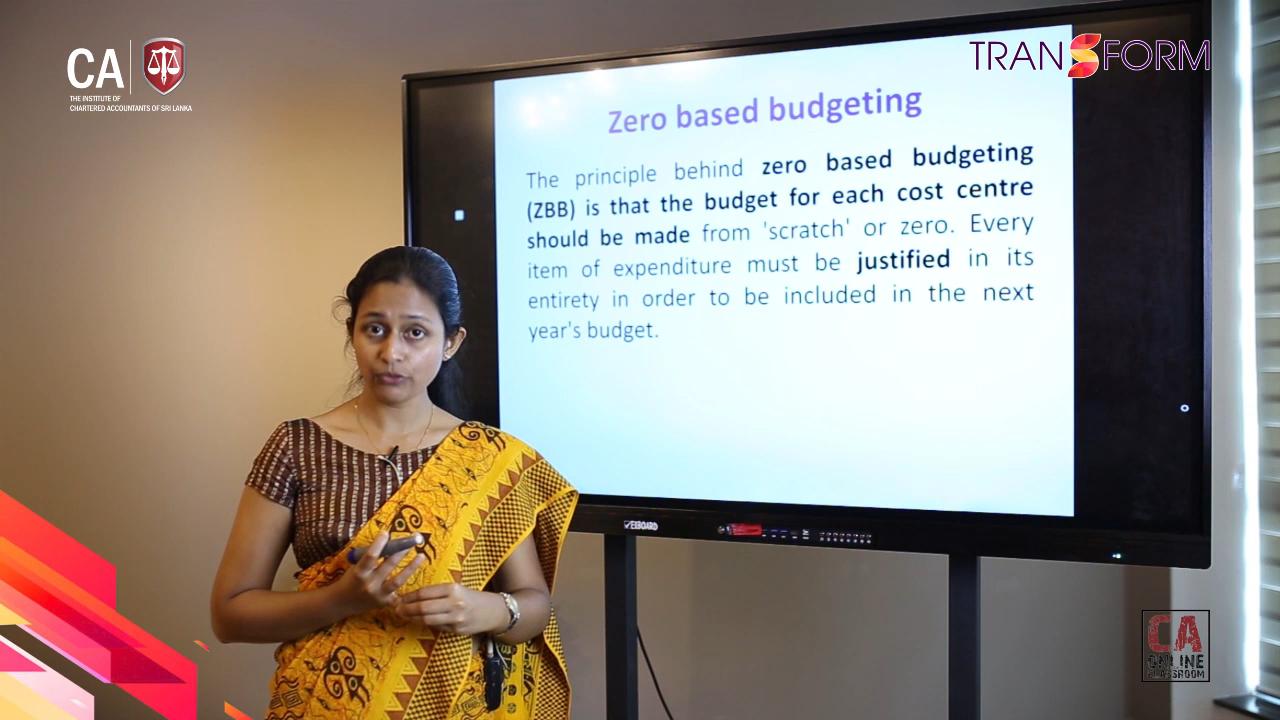 CA
THE INSTITUTE OF
CHARTERED ACCOUNTANTS OF SRI LANKA
TRANSFORM
Zero based budgeting
The principle behind zero based budgeting
(ZBB) is that the budget for each cost centre
should be made from 'scratch' or zero. Every
item of expenditure must be justified in its
entirety in order to be included in the next
year's budget.
EXBOARD
CA
ONLINE
CLASSROOM